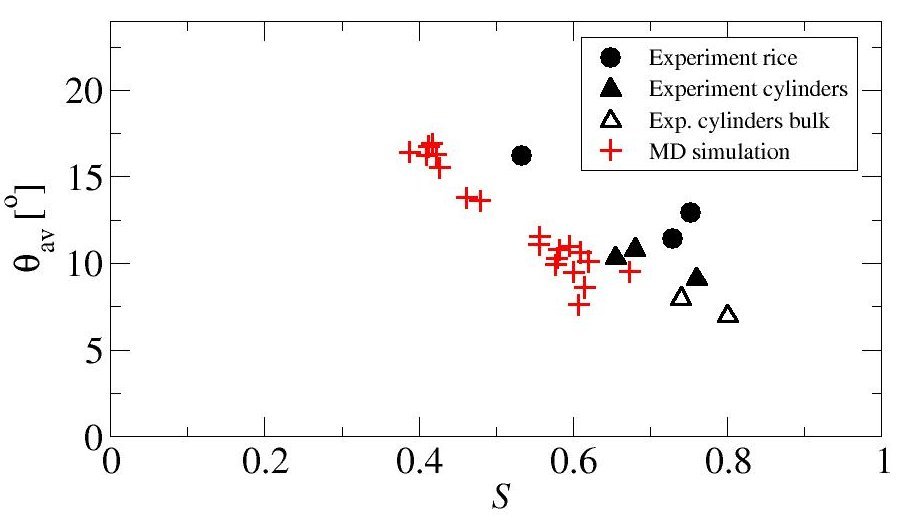 Experiment rice
Experiment cylinders
Exp. cylinders bulk
MD simulation
20
15
10
5
0
θav [o]
0 0.2 0.4 0.6 0.8 1
S